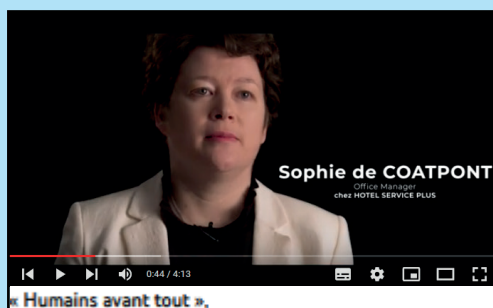 Sophie de COATPONT
Office Manager
chez HOTEL SERVICE PLUS
0:44 / 4:13
« Humains avant tout »,